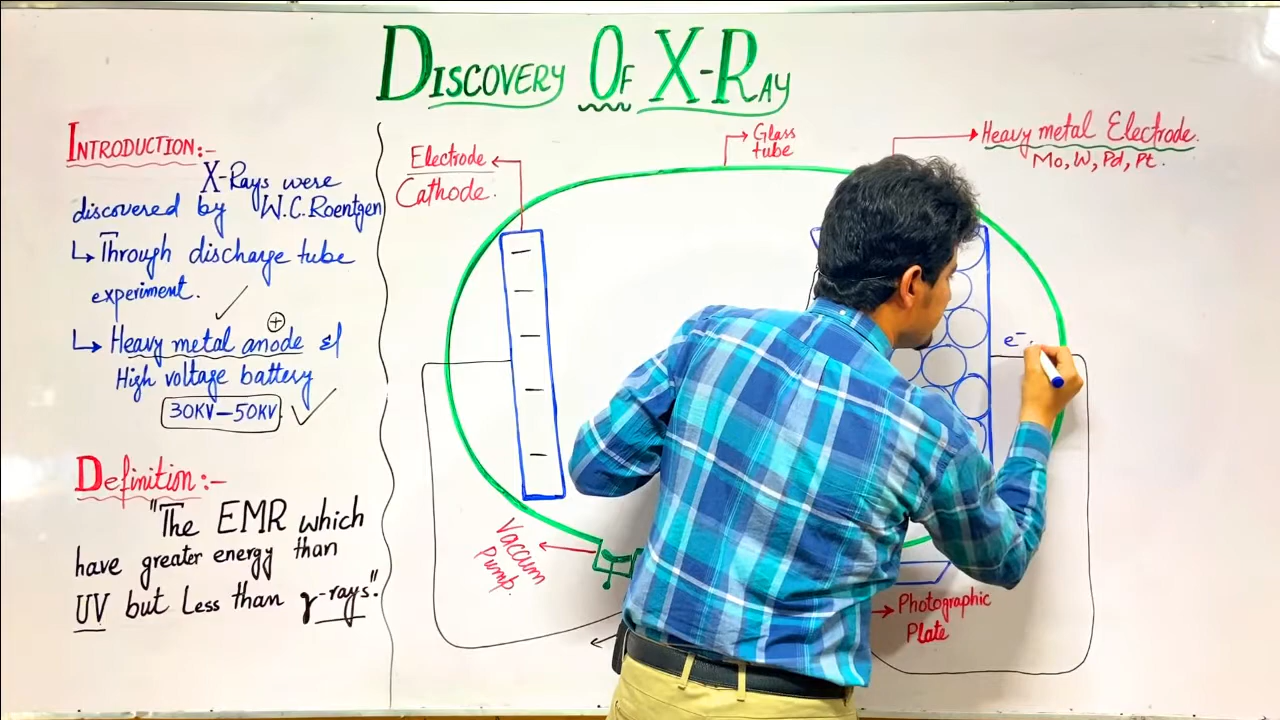 DISCOVERY OF X-RAY
INTRODUCTION:-
X-Rays were
discovered by W.C.Roentgen
↳ Through discharge tube
experiment. ✓
↳ Heavy metal anode &
⊕
High voltage battery
30KV-50KV ✓
Definition:-
"The EMR which
have greater energy than
UV but Less than γ-rays".
Electrode
Cathode.
Glass
tube
Heavy metal Electrode.
Mo, W, Pd, Pt.
e⁻
Vaccum
Pump.
Photographic
Plate